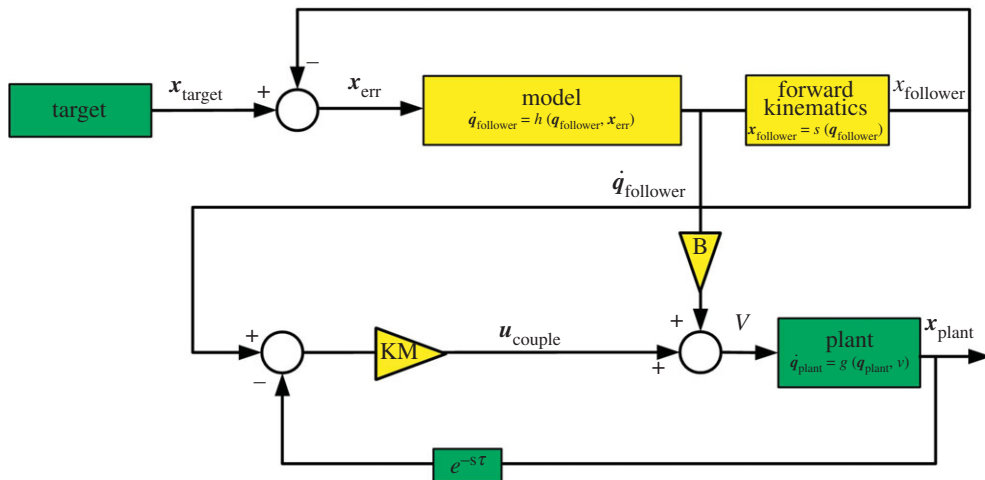 −
target
x_target
+
x_err
model
q̇_follower = h (q_follower, x_err)
forward
kinematics
x_follower = s (q_follower)
x_follower
q̇_follower
B
+
−
KM
u_couple
+
+
V
plant
q̇_plant = g (q_plant, v)
x_plant
e^−sτ